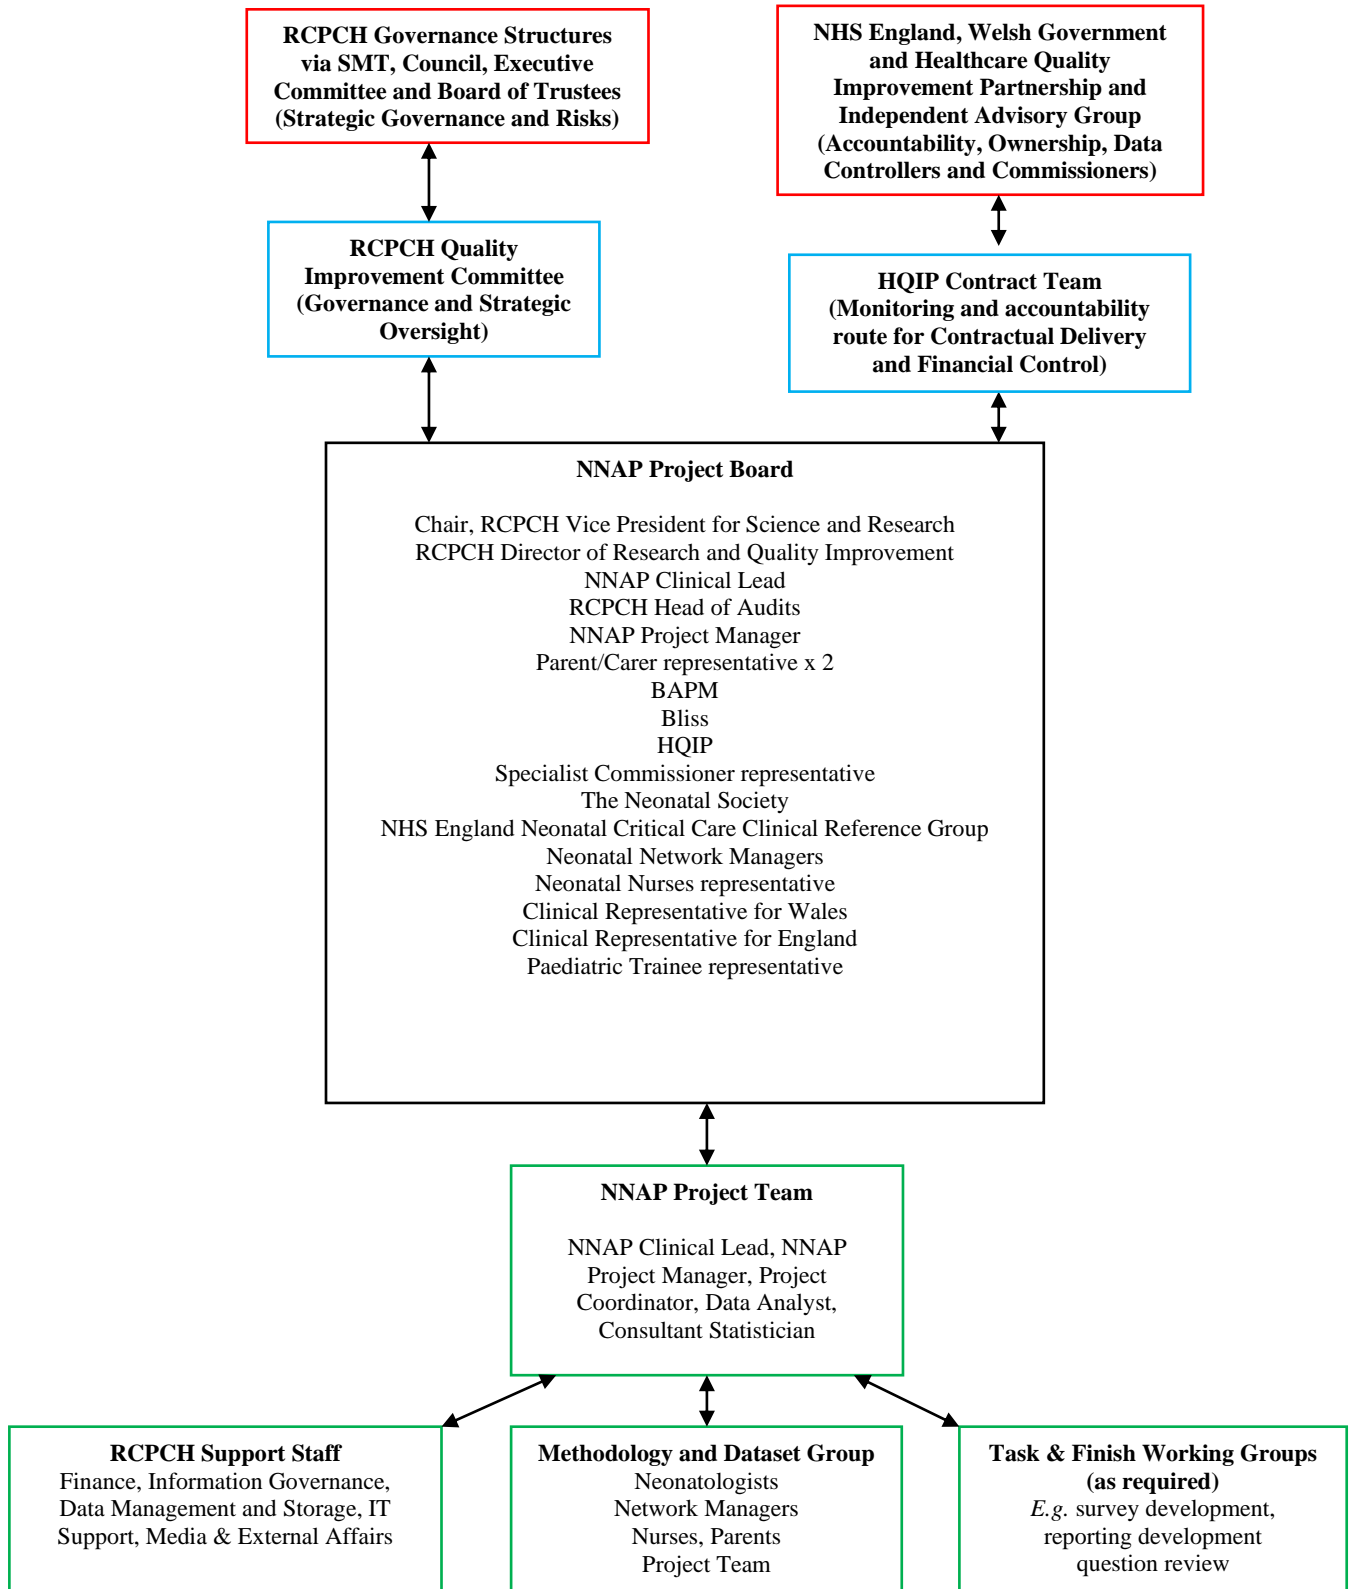 RCPCH Governance Structures
via SMT, Council, Executive
Committee and Board of Trustees
(Strategic Governance and Risks)
NHS England, Welsh Government
and Healthcare Quality
Improvement Partnership and
Independent Advisory Group
(Accountability, Ownership, Data
Controllers and Commissioners)
RCPCH Quality
Improvement Committee
(Governance and Strategic
Oversight)
HQIP Contract Team
(Monitoring and accountability
route for Contractual Delivery
and Financial Control)
NNAP Project Board
Chair, RCPCH Vice President for Science and Research
RCPCH Director of Research and Quality Improvement
NNAP Clinical Lead
RCPCH Head of Audits
NNAP Project Manager
Parent/Carer representative x 2
BAPM
Bliss
HQIP
Specialist Commissioner representative
The Neonatal Society
NHS England Neonatal Critical Care Clinical Reference Group
Neonatal Network Managers
Neonatal Nurses representative
Clinical Representative for Wales
Clinical Representative for England
Paediatric Trainee representative
NNAP Project Team
NNAP Clinical Lead, NNAP
Project Manager, Project
Coordinator, Data Analyst,
Consultant Statistician
RCPCH Support Staff
Finance, Information Governance,
Data Management and Storage, IT
Support, Media & External Affairs
Methodology and Dataset Group
Neonatologists
Network Managers
Nurses, Parents
Project Team
Task & Finish Working Groups
(as required)
E.g. survey development,
reporting development
question review